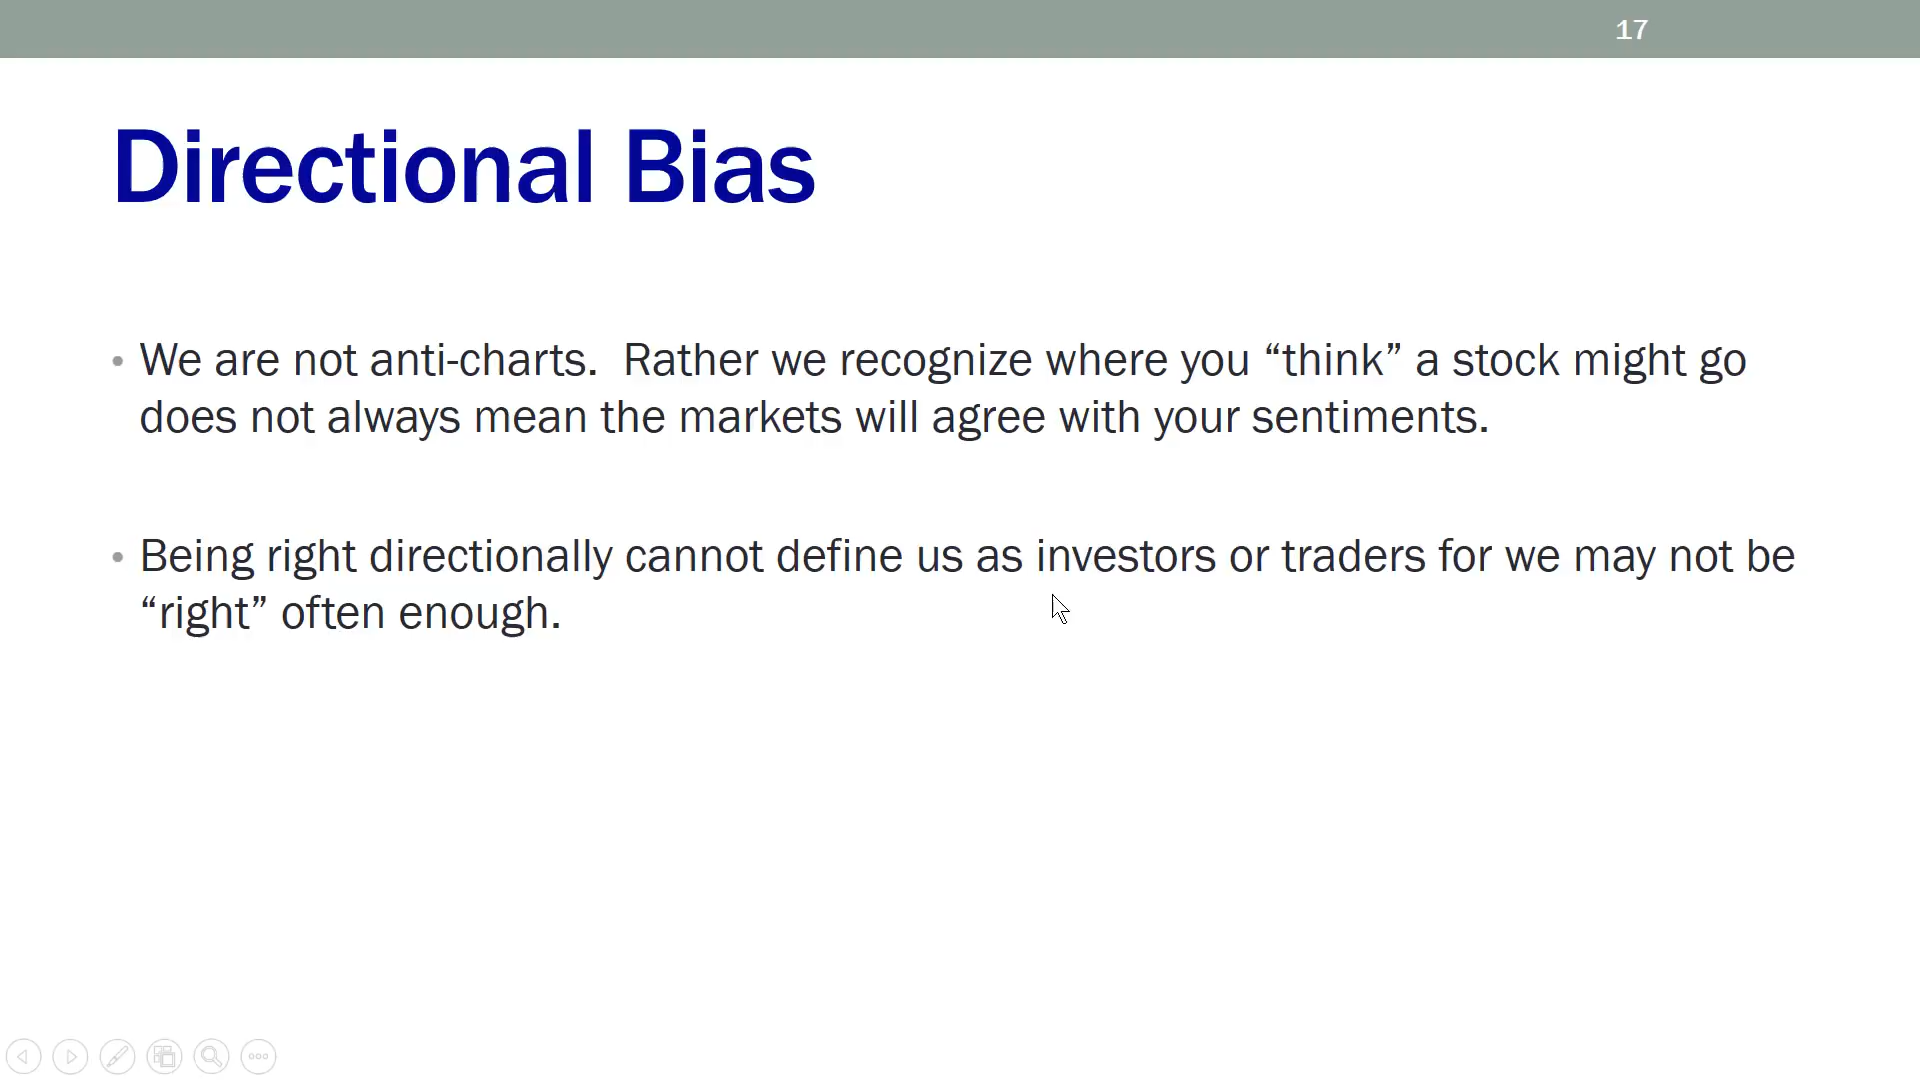 17
Directional Bias
• We are not anti-charts.  Rather we recognize where you “think” a stock might go
does not always mean the markets will agree with your sentiments.
• Being right directionally cannot define us as investors or traders for we may not be
“right” often enough.